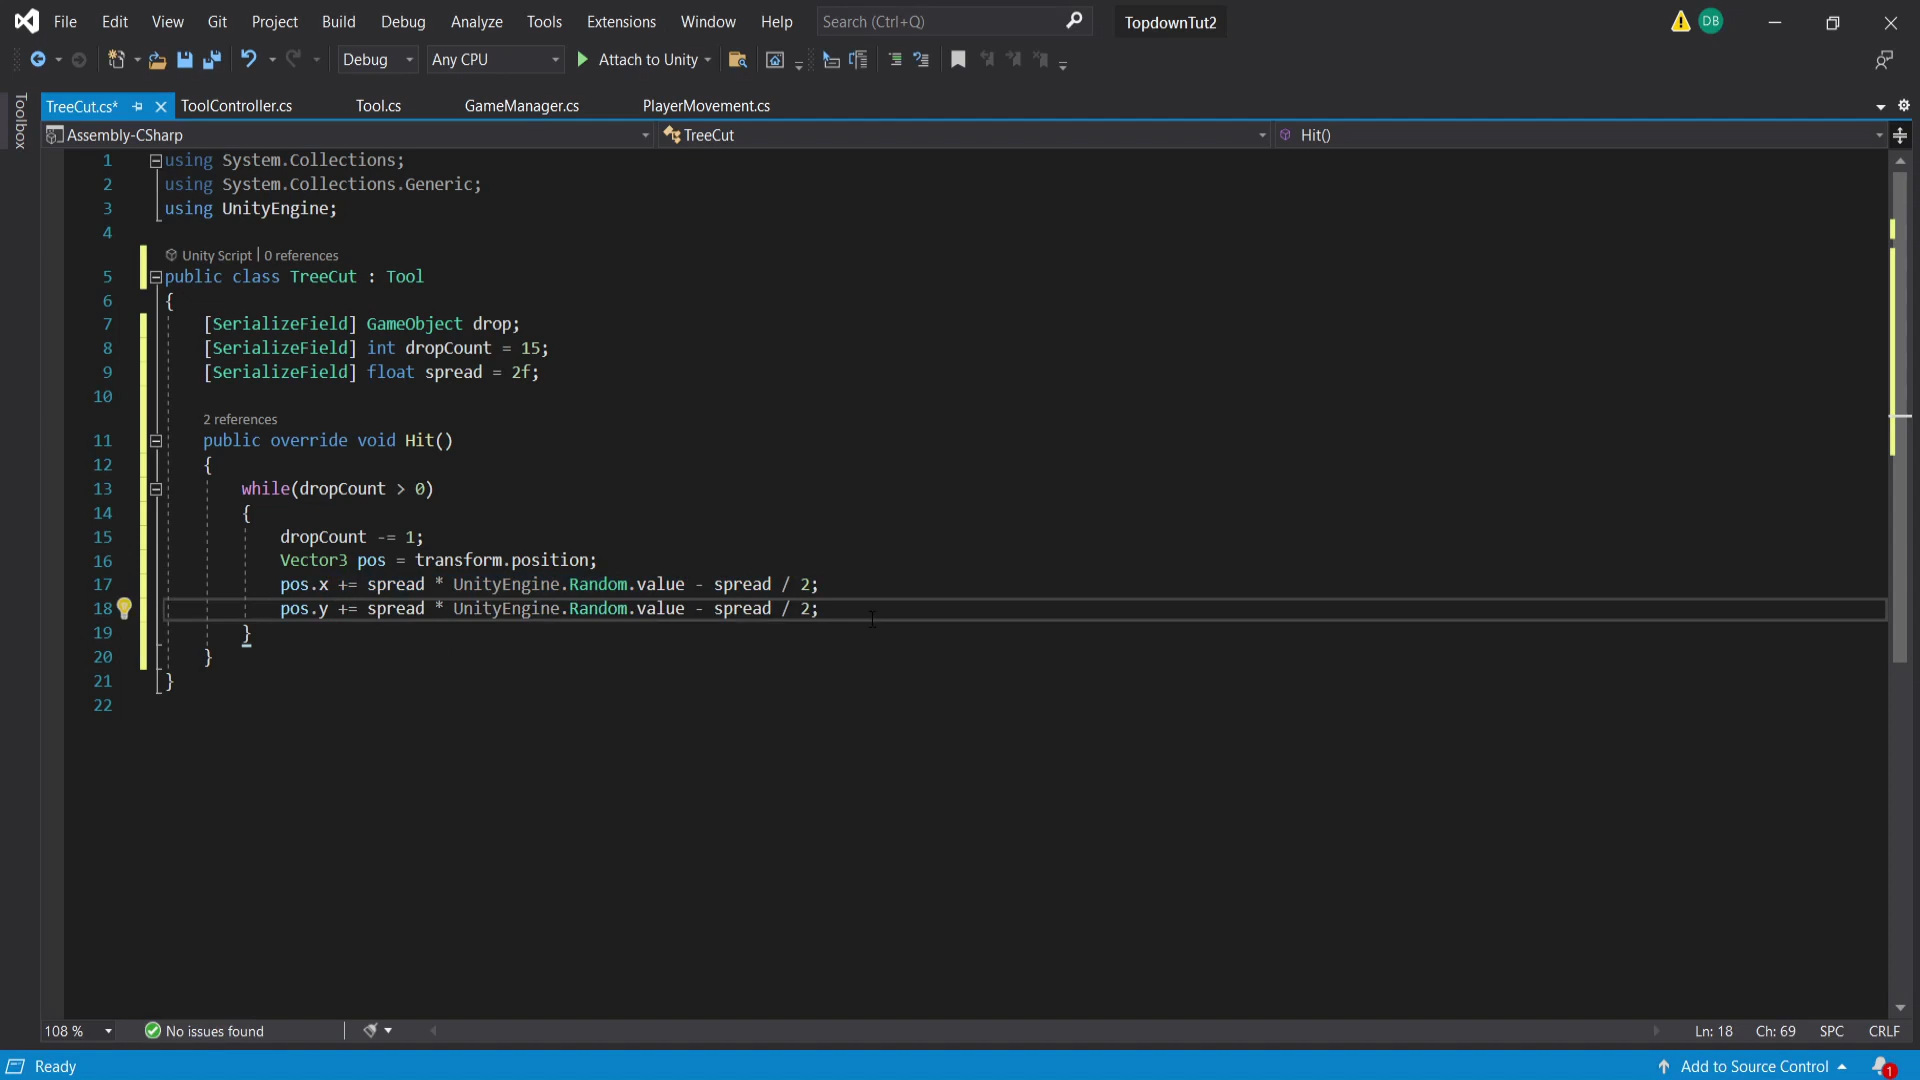 File Edit View Git Project Build Debug Analyze Tools Extensions Window Help Search (Ctrl+Q) TopdownTut2 DB
Debug Any CPU Attach to Unity
Toolbox
TreeCut.cs* ToolController.cs Tool.cs GameManager.cs PlayerMovement.cs
Assembly-CSharp TreeCut Hit()
1 using System.Collections;
2 using System.Collections.Generic;
3 using UnityEngine;
4
Unity Script | 0 references
5 public class TreeCut : Tool
6 {
7 [SerializeField] GameObject drop;
8 [SerializeField] int dropCount = 15;
9 [SerializeField] float spread = 2f;
10
2 references
11 public override void Hit()
12 {
13 while(dropCount > 0)
14 {
15 dropCount -= 1;
16 Vector3 pos = transform.position;
17 pos.x += spread * UnityEngine.Random.value - spread / 2;
18 pos.y += spread * UnityEngine.Random.value - spread / 2;
19 }
20 }
21 }
22
108 % No issues found Ln: 18 Ch: 69 SPC CRLF
Ready Add to Source Control 1